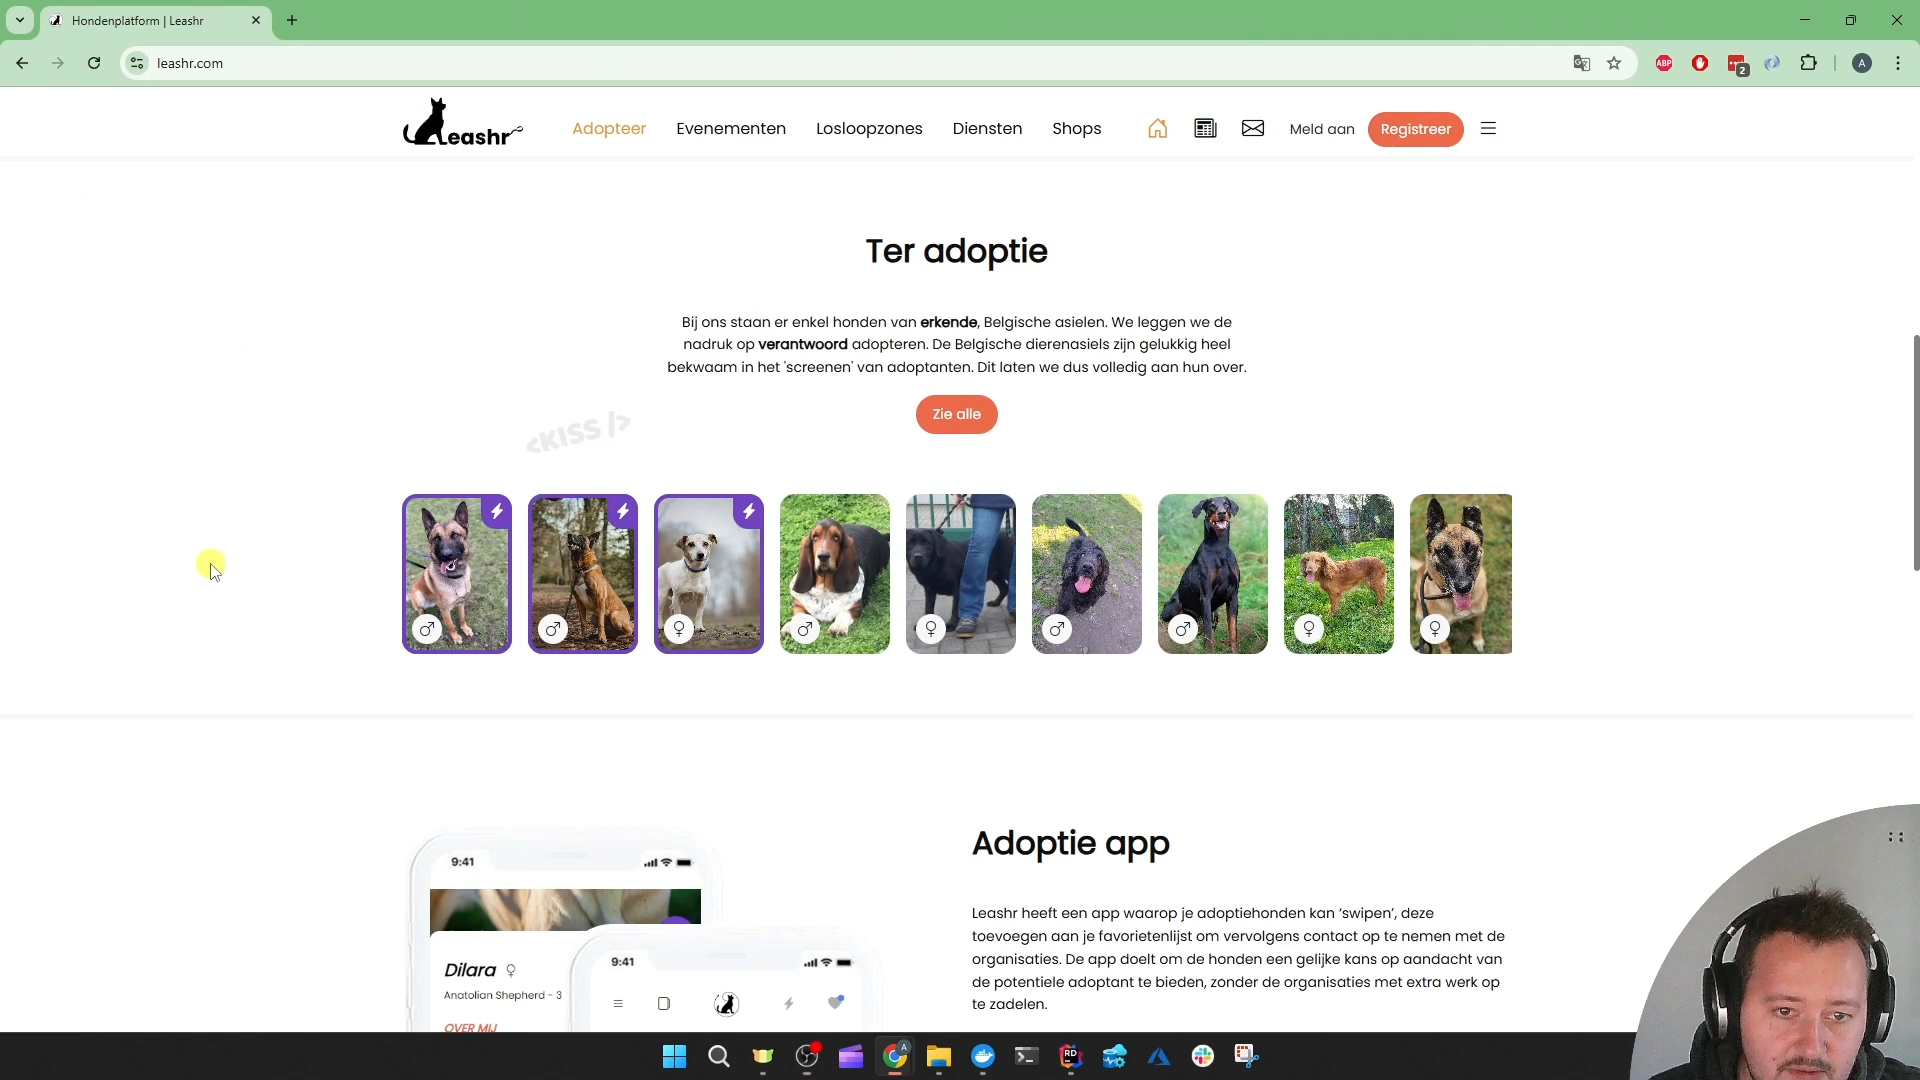 Hondenplatform | Leashr
leashr.com
ABP
2
A
Leashr
Adopteer
Evenementen
Losloopzones
Diensten
Shops
Meld aan
Registreer
Ter adoptie
Bij ons staan er enkel honden van erkende, Belgische asielen. We leggen we de
nadruk op verantwoord adopteren. De Belgische dierenasiels zijn gelukkig heel
bekwaam in het 'screenen' van adoptanten. Dit laten we dus volledig aan hun over.
Zie alle
<KISS />
9:41
Dilara
Anatolian Shepherd - 3
OVER MIJ
9:41
Adoptie app
Leashr heeft een app waarop je adoptiehonden kan ‘swipen’, deze
toevoegen aan je favorietenlijst om vervolgens contact op te nemen met de
organisaties. De app doelt om de honden een gelijke kans op aandacht van
de potentiele adoptant te bieden, zonder de organisaties met extra werk op
te zadelen.
A
RD